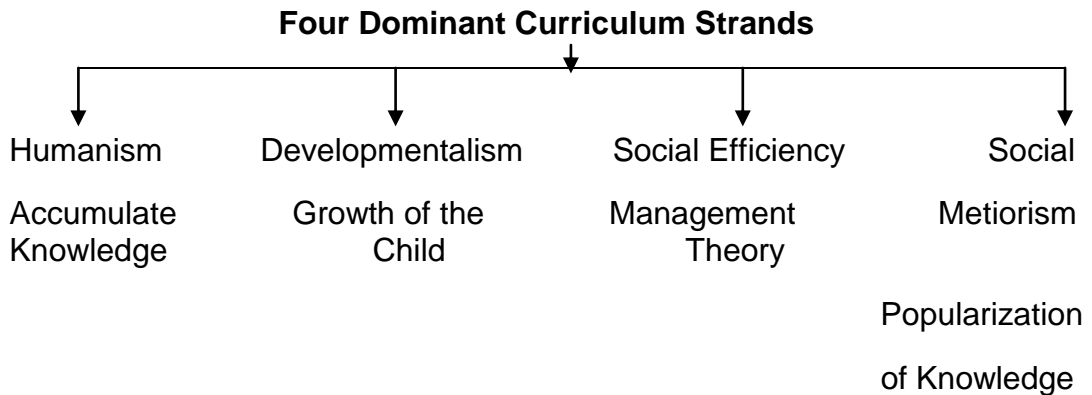 Four Dominant Curriculum Strands
Humanism
Accumulate
Knowledge
Developmentalism
Growth of the
Child
Social Efficiency
Management
Theory
Social
Metiorism
Popularization
of Knowledge